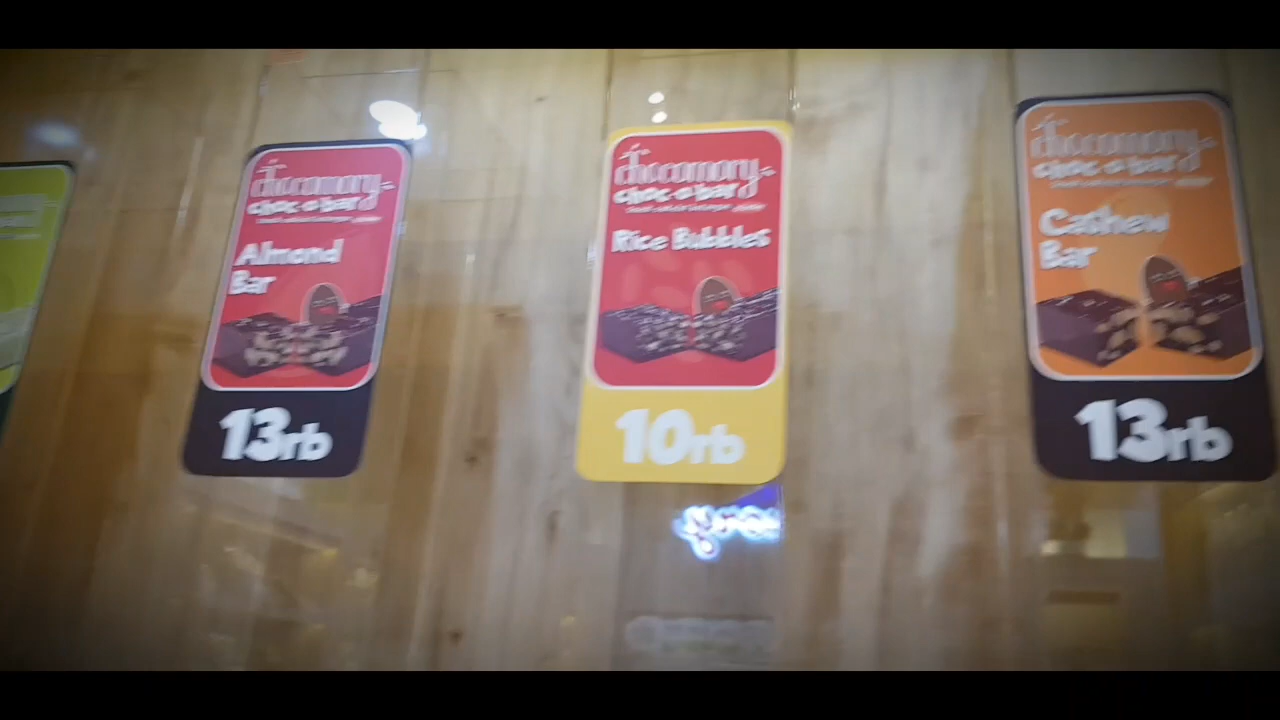 chocomory
choc-o-bar
Almond
Bar
13rb
chocomory
choc-o-bar
Rice Bubbles
10rb
chocomory
choc-o-bar
Cashew
Bar
13rb